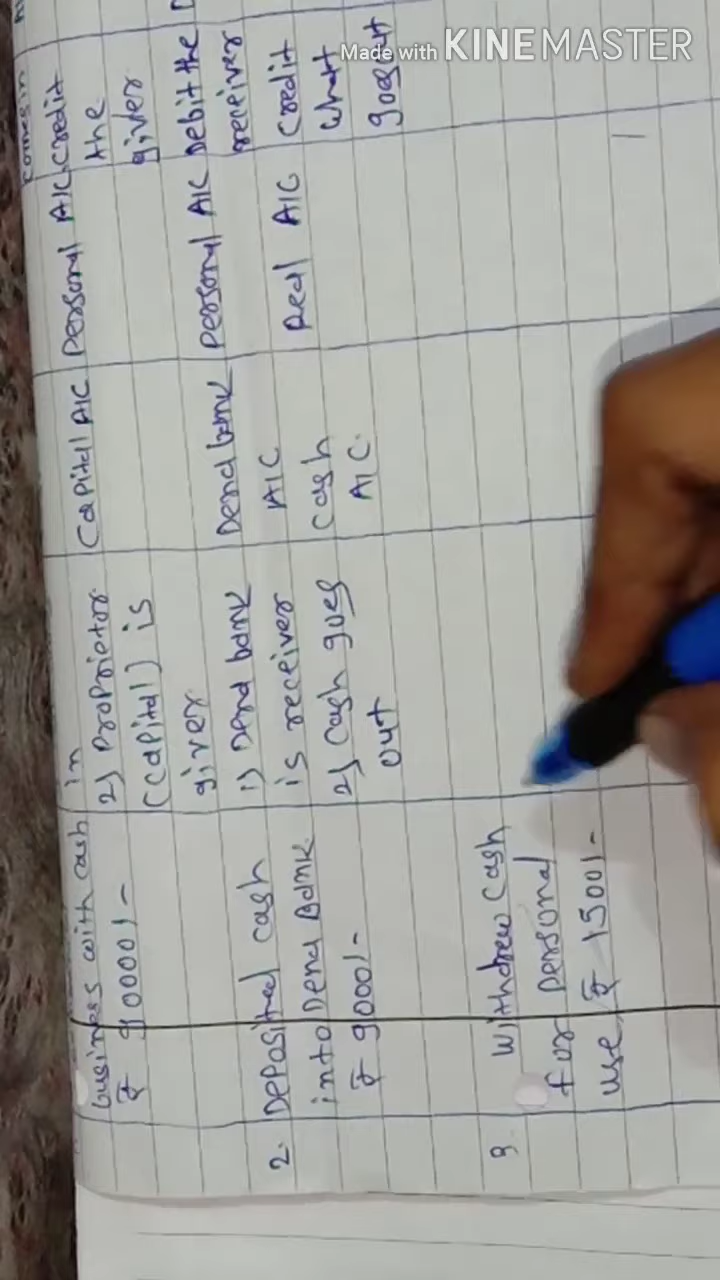 Made with KINEMASTER
comes in
business with cash
₹ 90000/-
in
2) Proprietor
(capital) is
giver
Capital A/C
Personal A/C
Credit
the
giver
2. Deposited cash
into Dena Bank
₹ 9000/-
1) Dena bank
is receiver
2) Cash goes
out
Dena bank
A/C
Cash
A/C
Personal A/C
Real A/C
Debit the
receiver
Credit
what
goes out
3. Withdrew Cash
for personal
use ₹ 1500/-